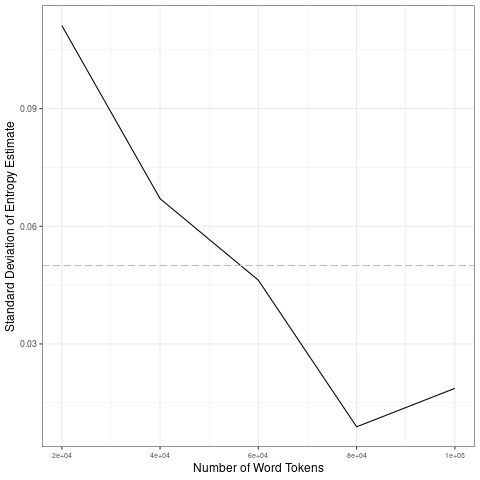 Standard Deviation of Entropy Estimate
0.09
0.06
0.03
2e+04 4e+04 6e+04 8e+04 1e+05
Number of Word Tokens